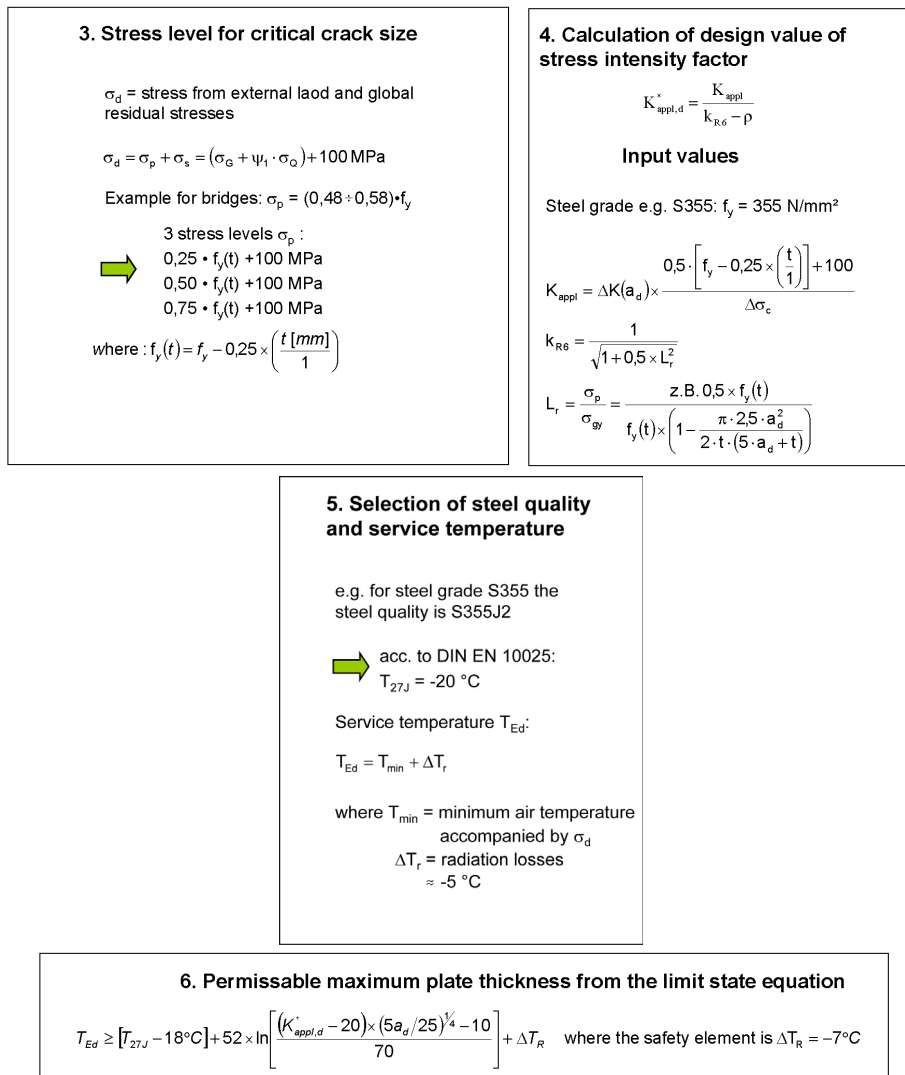 3. Stress level for critical crack size
σd = stress from external laod and global
residual stresses
σd = σp + σs = (σG + ψ1 · σQ) + 100 MPa
Example for bridges: σp = (0,48÷0,58)•fy
3 stress levels σp :
0,25 • fy(t) +100 MPa
0,50 • fy(t) +100 MPa
0,75 • fy(t) +100 MPa
where : fy(t) = fy − 0,25 × (t [mm] / 1)
4. Calculation of design value of
stress intensity factor
K*appl,d = Kappl / (kR6 − ρ)
Input values
Steel grade e.g. S355: fy = 355 N/mm²
Kappl = ΔK(ad) × (0,5 · [fy − 0,25 × (t/1)] + 100) / Δσc
kR6 = 1 / √(1 + 0,5 × Lr²)
Lr = σp / σgy = z.B. 0,5 × fy(t) / (fy(t) × (1 − (π · 2,5 · ad²) / (2 · t · (5 · ad + t))))
5. Selection of steel quality
and service temperature
e.g. for steel grade S355 the
steel quality is S355J2
acc. to DIN EN 10025:
T27J = -20 °C
Service temperature TEd:
TEd = Tmin + ΔTr
where Tmin = minimum air temperature
accompanied by σd
ΔTr = radiation losses
≈ -5 °C
6. Permissable maximum plate thickness from the limit state equation
TEd ≥ [T27J − 18°C] + 52 × ln[((K*appl,d − 20) × (5ad/25)^¼ − 10) / 70] + ΔTR where the safety element is ΔTR = −7°C